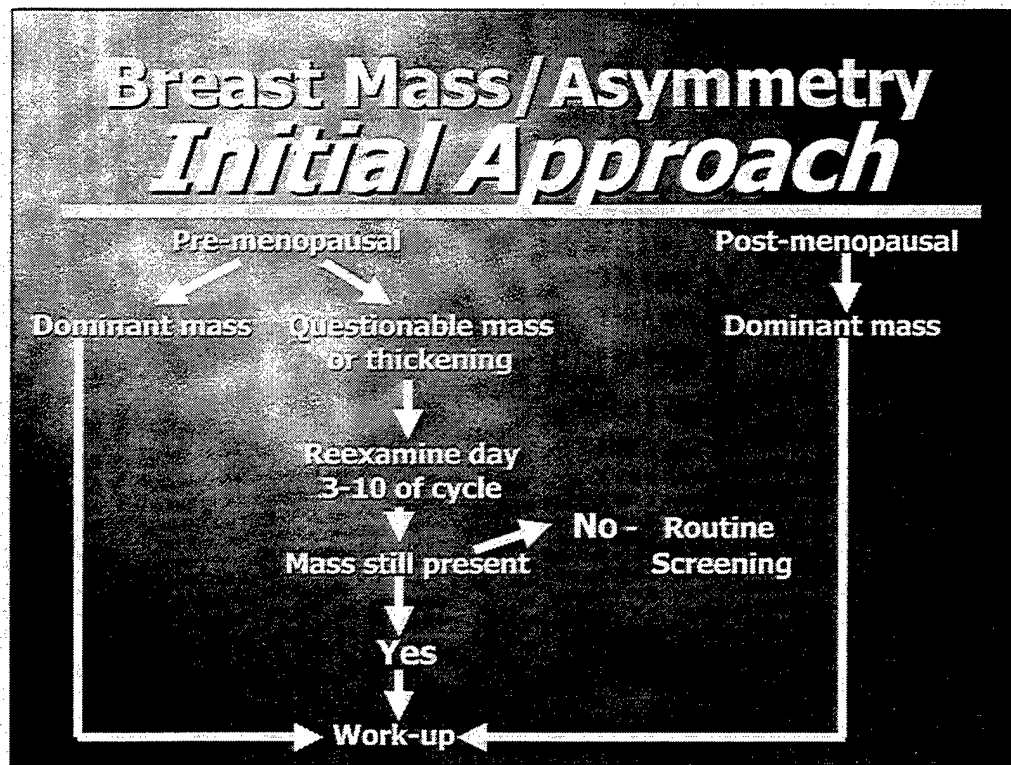 Breast Mass/Asymmetry
Initial Approach
Pre-menopausal
Post-menopausal
Dominant mass
Questionable mass
or thickening
Dominant mass
Reexamine day
3-10 of cycle
Mass still present
No - Routine
Screening
Yes
Work-up